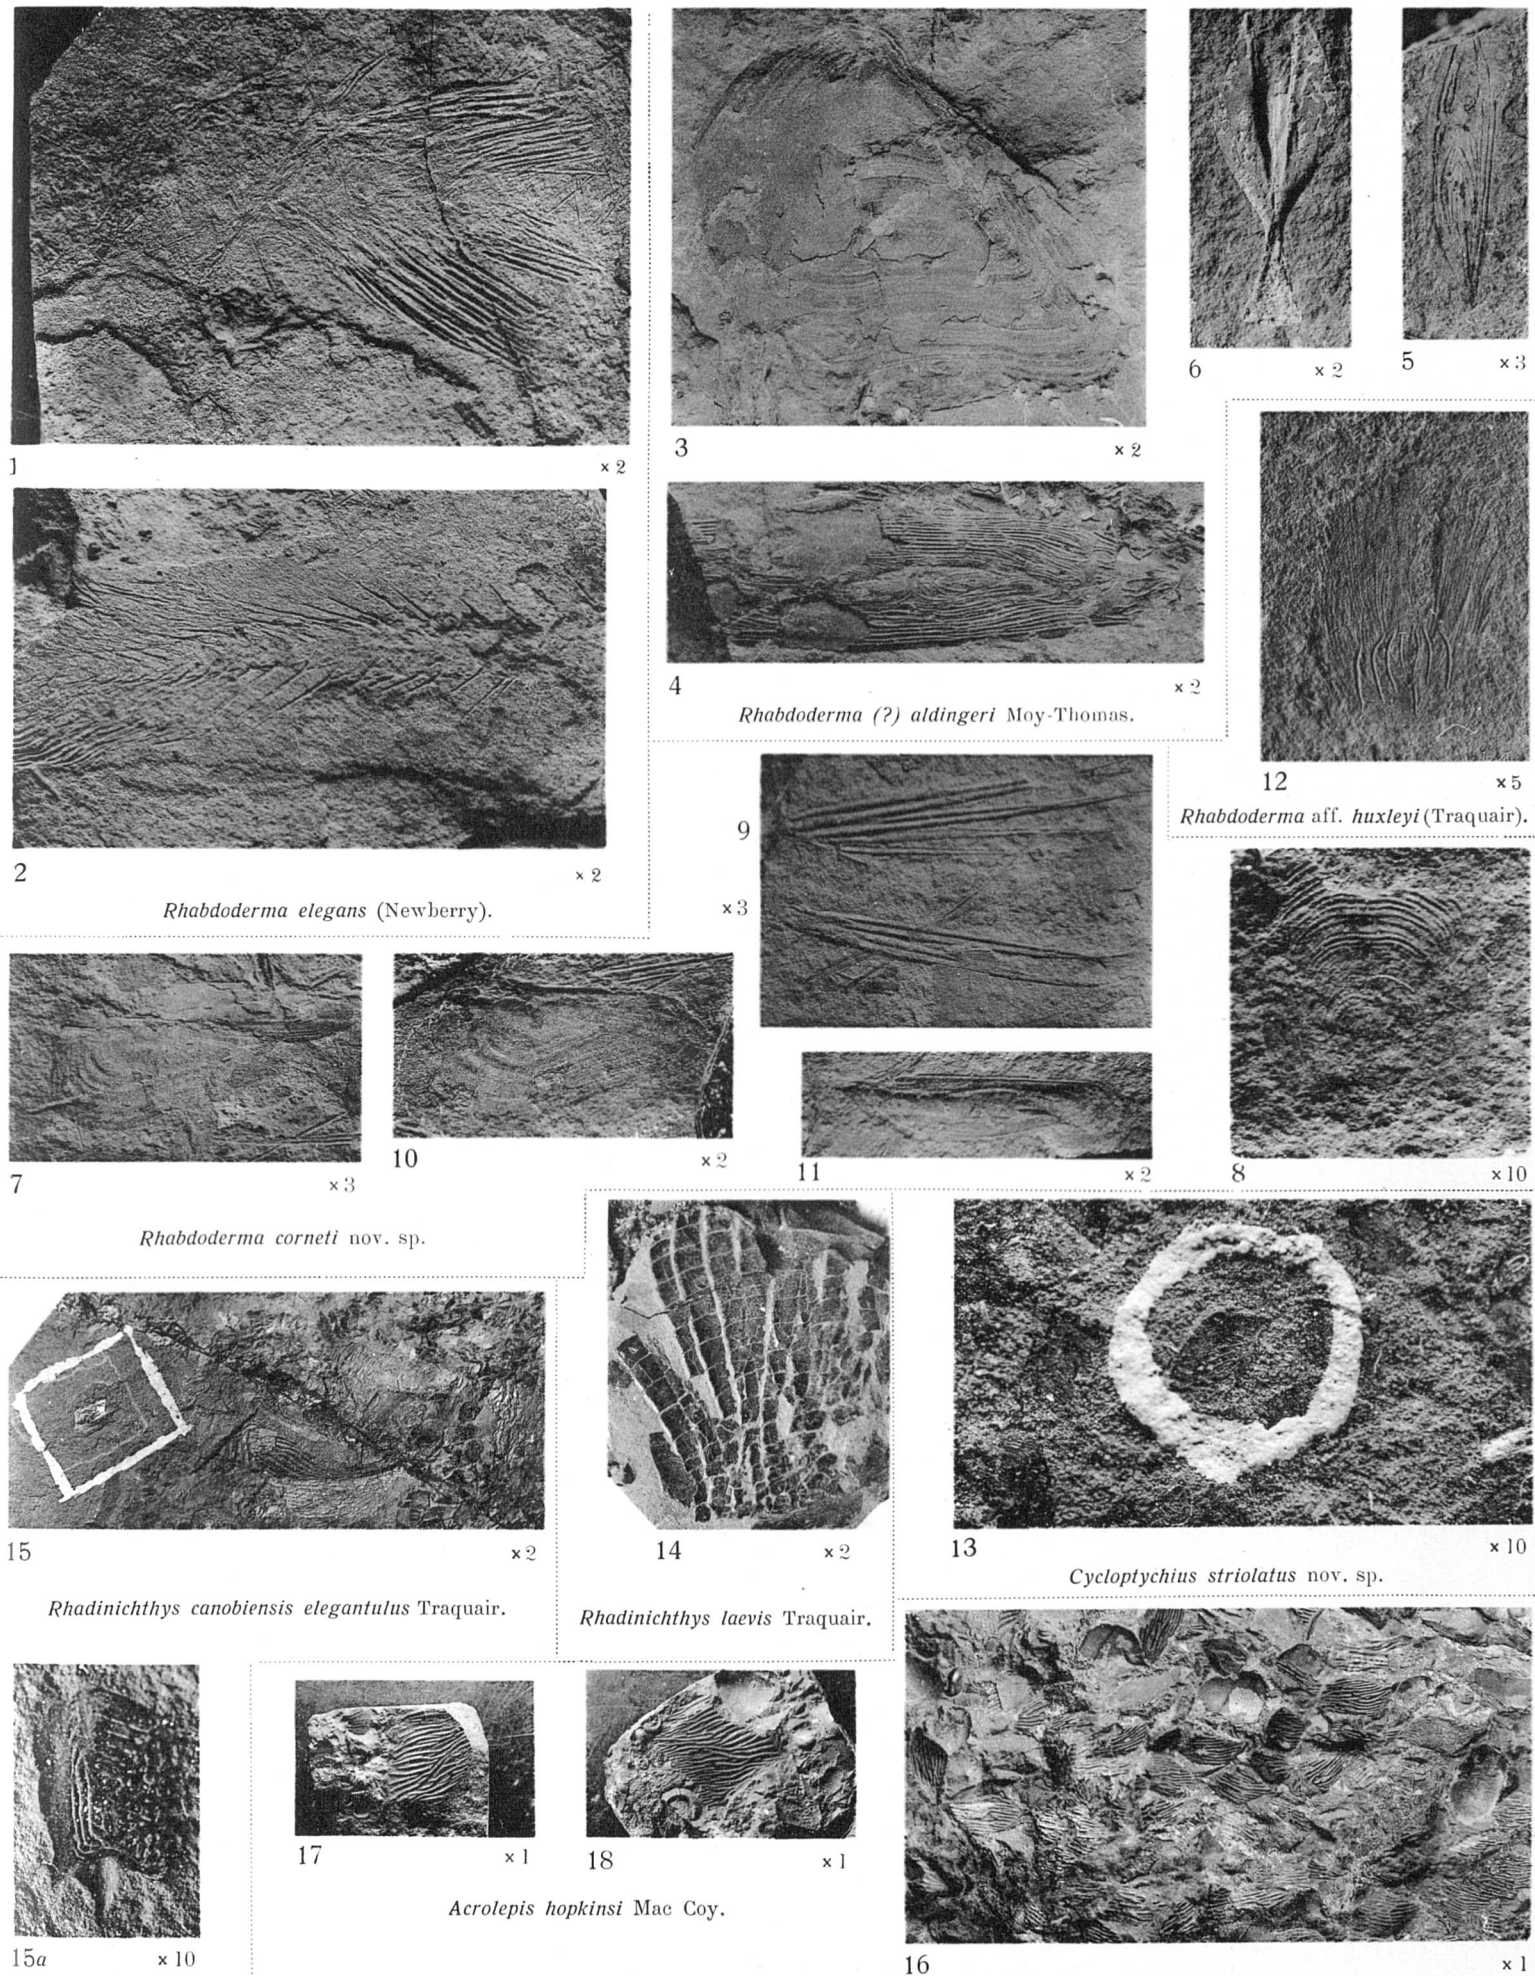 1 × 2
3 × 2
6 × 2
5 × 3
2 × 2
Rhabdoderma elegans (Newberry).
4 × 2
Rhabdoderma (?) aldingeri Moy-Thomas.
12 × 5
Rhabdoderma aff. huxleyi (Traquair).
9
× 3
7 × 3
10 × 2
11 × 2
8 × 10
Rhabdoderma corneti nov. sp.
15 × 2
Rhadinichthys canobiensis elegantulus Traquair.
14 × 2
Rhadinichthys laevis Traquair.
13 × 10
Cycloptychius striolatus nov. sp.
15a × 10
17 × 1
18 × 1
Acrolepis hopkinsi Mac Coy.
16 × 1